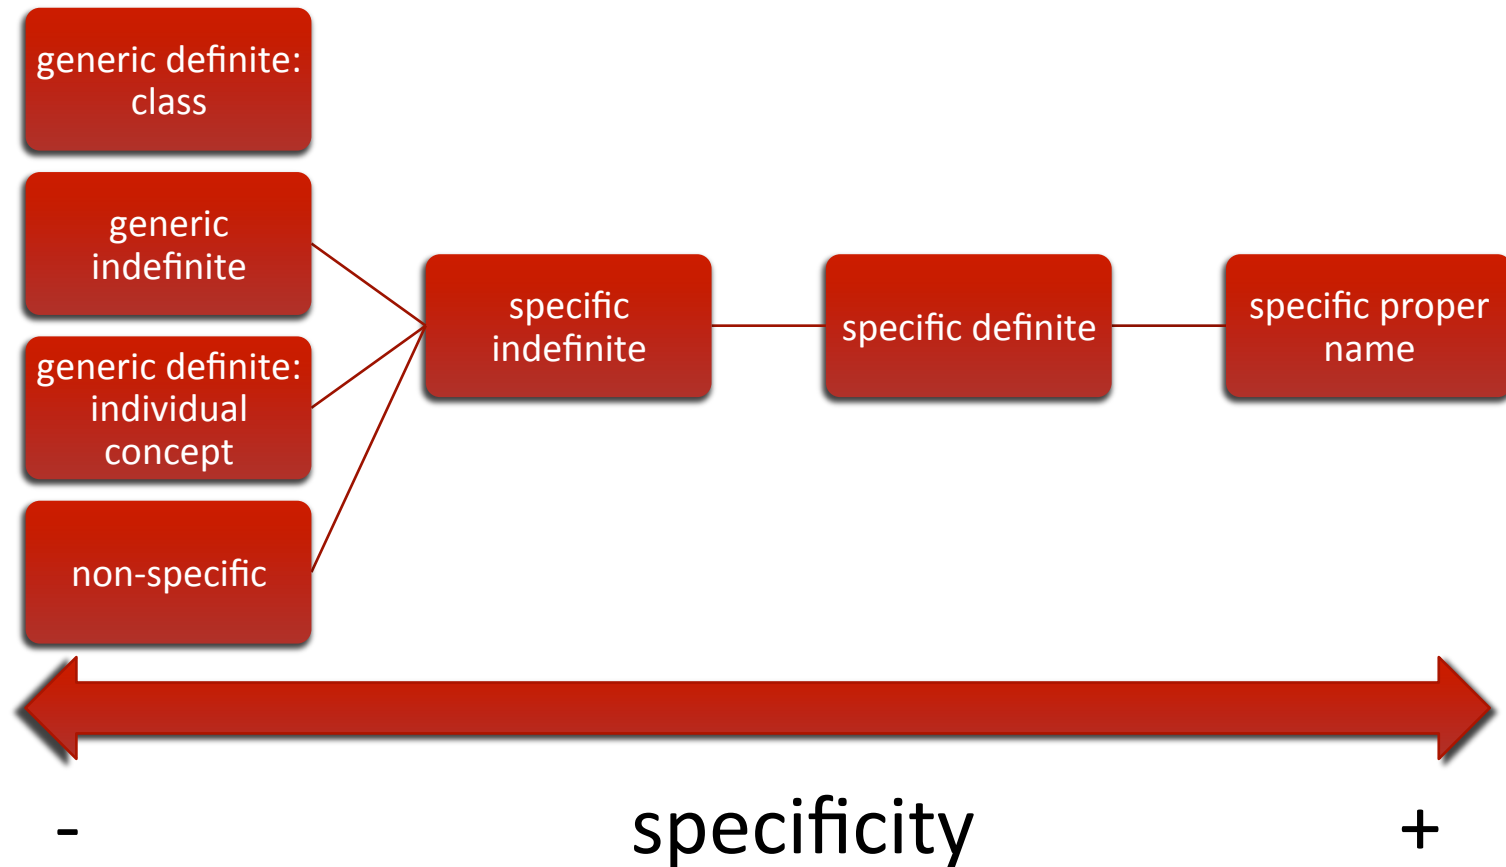 generic definite:
class
generic
indefinite
generic definite:
individual
concept
non-specific
specific
indefinite
specific definite
specific proper
name
- specificity +